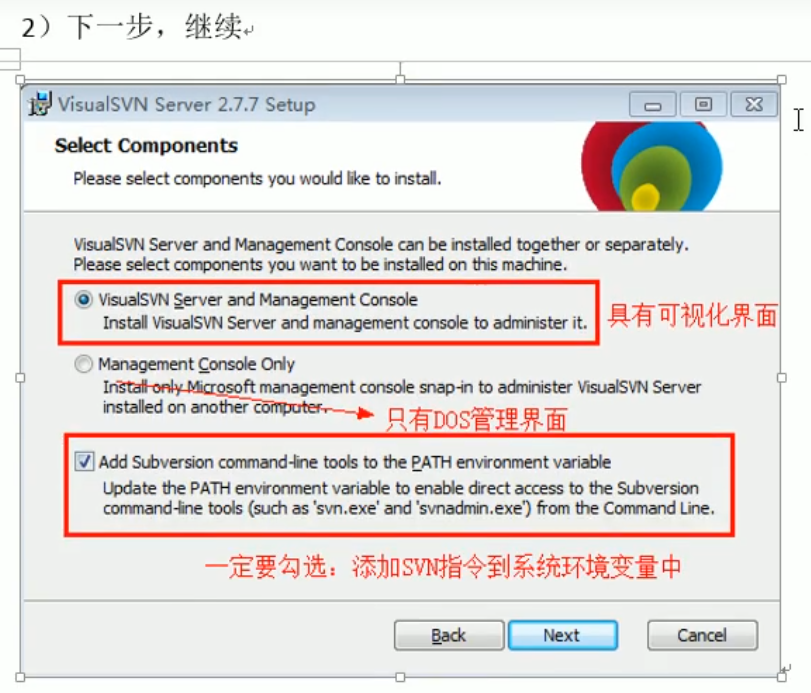 2）下一步，继续
VisualSVN Server 2.7.7 Setup
Select Components
Please select components you would like to install.
VisualSVN Server and Management Console can be installed together or separately.
Please select components you want to be installed on this machine.
VisualSVN Server and Management Console
Install VisualSVN Server and management console to administer it.
具有可视化界面
Management Console Only
Install only Microsoft management console snap-in to administer VisualSVN Server
installed on another computer.
只有DOS管理界面
Add Subversion command-line tools to the PATH environment variable
Update the PATH environment variable to enable direct access to the Subversion
command-line tools (such as 'svn.exe' and 'svnadmin.exe') from the Command Line.
一定要勾选：添加SVN指令到系统环境变量中
Back
Next
Cancel